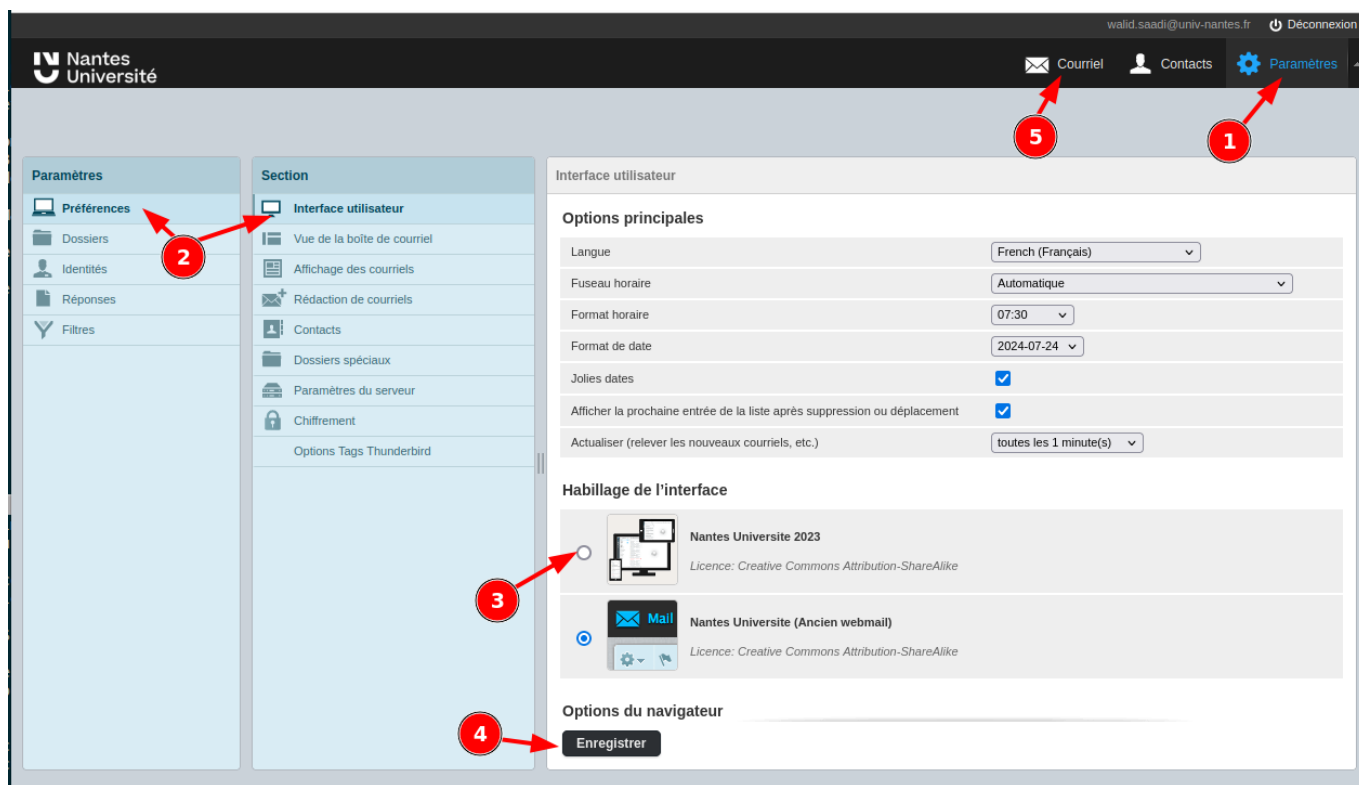 walid.saadi@univ-nantes.fr Déconnexion
Nantes
Université
Courriel Contacts Paramètres
5
1
Paramètres
Préférences
Dossiers
Identités
Réponses
Filtres
2
Section
Interface utilisateur
Vue de la boîte de courriel
Affichage des courriels
Rédaction de courriels
Contacts
Dossiers spéciaux
Paramètres du serveur
Chiffrement
Options Tags Thunderbird
Interface utilisateur
Options principales
Langue French (Français)
Fuseau horaire Automatique
Format horaire 07:30
Format de date 2024-07-24
Jolies dates
Afficher la prochaine entrée de la liste après suppression ou déplacement
Actualiser (relever les nouveaux courriels, etc.) toutes les 1 minute(s)
Habillage de l’interface
Nantes Universite 2023
Licence: Creative Commons Attribution-ShareAlike
3
Mail
Nantes Universite (Ancien webmail)
Licence: Creative Commons Attribution-ShareAlike
Options du navigateur
4
Enregistrer